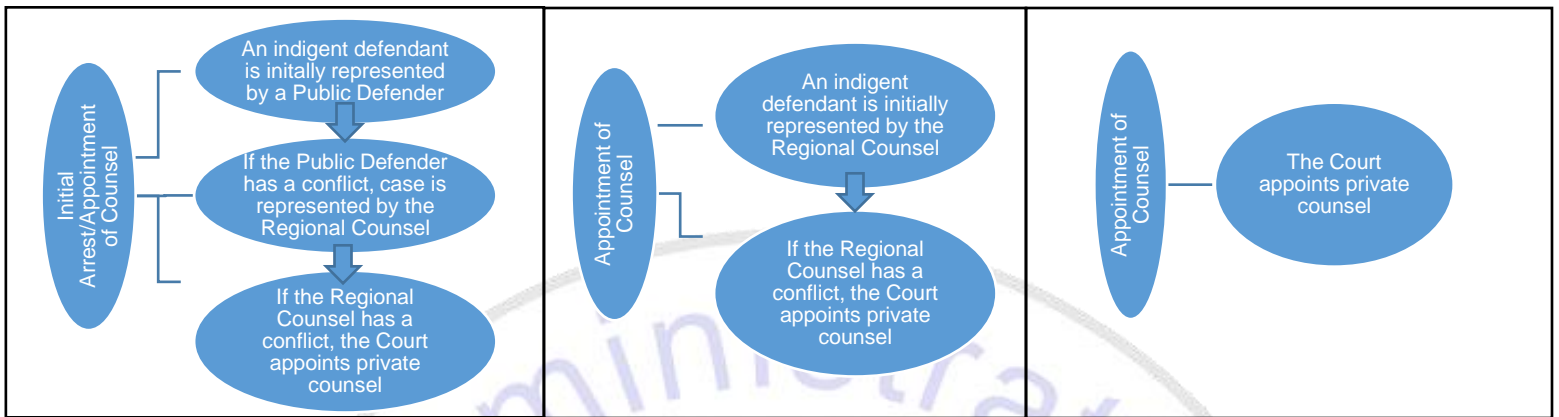 Initial
Arrest/Appointment
of Counsel
An indigent defendant
is initally represented
by a Public Defender
If the Public Defender
has a conflict, case is
represented by the
Regional Counsel
If the Regional
Counsel has a
conflict, the Court
appoints private
counsel
Appointment of
Counsel
An indigent
defendant is initially
represented by the
Regional Counsel
If the Regional
Counsel has a
conflict, the Court
appoints private
counsel
Appointment of
Counsel
The Court
appoints private
counsel